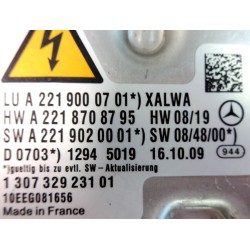 LU A 221 900 07 01*) XALWA
HW A 221 870 87 95 HW 08/19
SW A 221 902 00 01*) SW 08/48/00*)
D 0703*) 1294 5019 16.10.09 944
*)gueltig bis zu evtl. SW - Aktualisierung
1 307 329 231 01
10EEG081656
Made in France